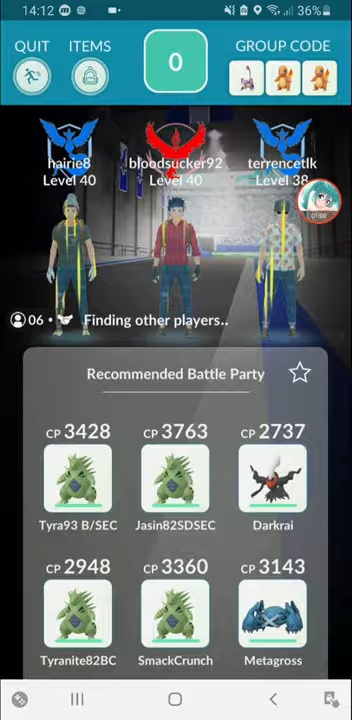 14:12
36%
QUIT
ITEMS
0
GROUP CODE
hairie8
Level 40
bloodsucker92
Level 40
terrencetlk
Level 38
01:00
06 • Finding other players..
Recommended Battle Party
CP 3428
CP 3763
CP 2737
Tyra93 B/SEC
Jasin82SDSEC
Darkrai
CP 2948
CP 3360
CP 3143
Tyranite82BC
SmackCrunch
Metagross